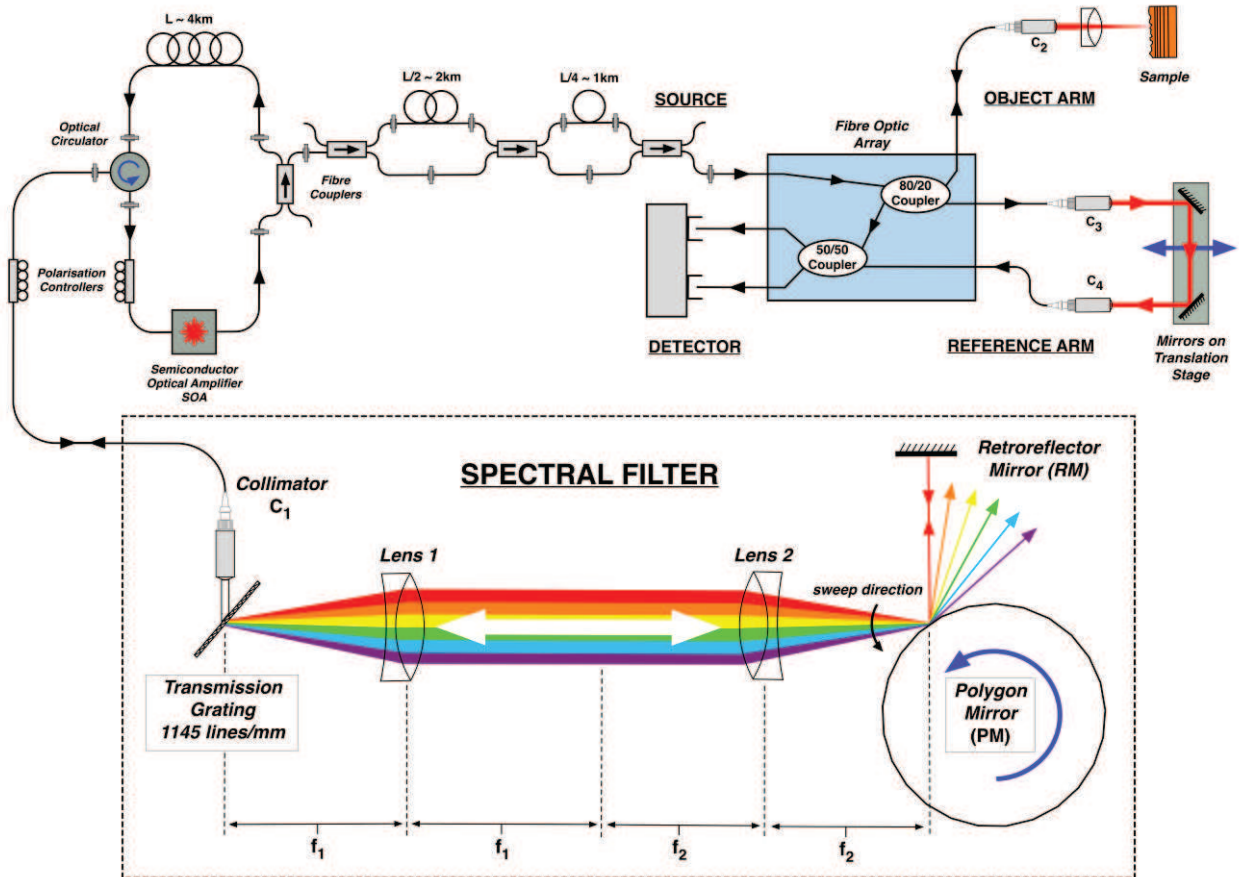 L ~ 4km
L/2 ~ 2km
L/4 ~ 1km
SOURCE
C2
Sample
OBJECT ARM
Optical
Circulator
Fibre
Couplers
Fibre Optic
Array
80/20
Coupler
C3
50/50
Coupler
C4
Polarisation
Controllers
DETECTOR
REFERENCE ARM
Mirrors on
Translation
Stage
Semiconductor
Optical Amplifier
SOA
SPECTRAL FILTER
Collimator
C1
Retroreflector
Mirror (RM)
Lens 1
Lens 2
sweep direction
Transmission
Grating
1145 lines/mm
Polygon
Mirror
(PM)
f1
f1
f2
f2